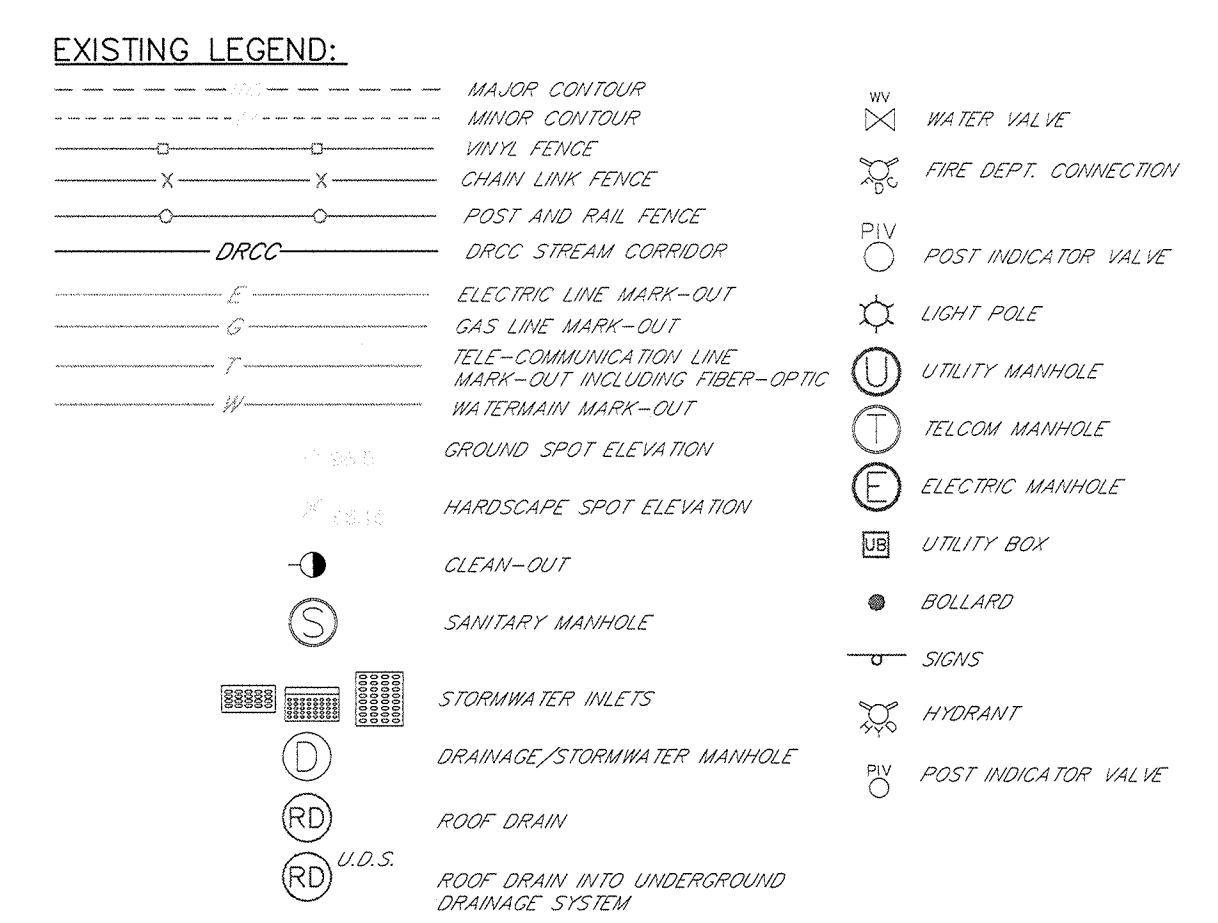 EXISTING LEGEND:
MAJOR CONTOUR
MINOR CONTOUR
VINYL FENCE
X X CHAIN LINK FENCE
POST AND RAIL FENCE
DRCC DRCC STREAM CORRIDOR
E ELECTRIC LINE MARK-OUT
G GAS LINE MARK-OUT
T TELE-COMMUNICATION LINE
MARK-OUT INCLUDING FIBER-OPTIC
W WATERMAIN MARK-OUT
GROUND SPOT ELEVATION
HARDSCAPE SPOT ELEVATION
CLEAN-OUT
S SANITARY MANHOLE
STORMWATER INLETS
D DRAINAGE/STORMWATER MANHOLE
RD ROOF DRAIN
RD U.D.S. ROOF DRAIN INTO UNDERGROUND
DRAINAGE SYSTEM
WV WATER VALVE
FDC FIRE DEPT. CONNECTION
PIV POST INDICATOR VALVE
LIGHT POLE
U UTILITY MANHOLE
T TELCOM MANHOLE
E ELECTRIC MANHOLE
UB UTILITY BOX
BOLLARD
SIGNS
HYD HYDRANT
PIV POST INDICATOR VALVE